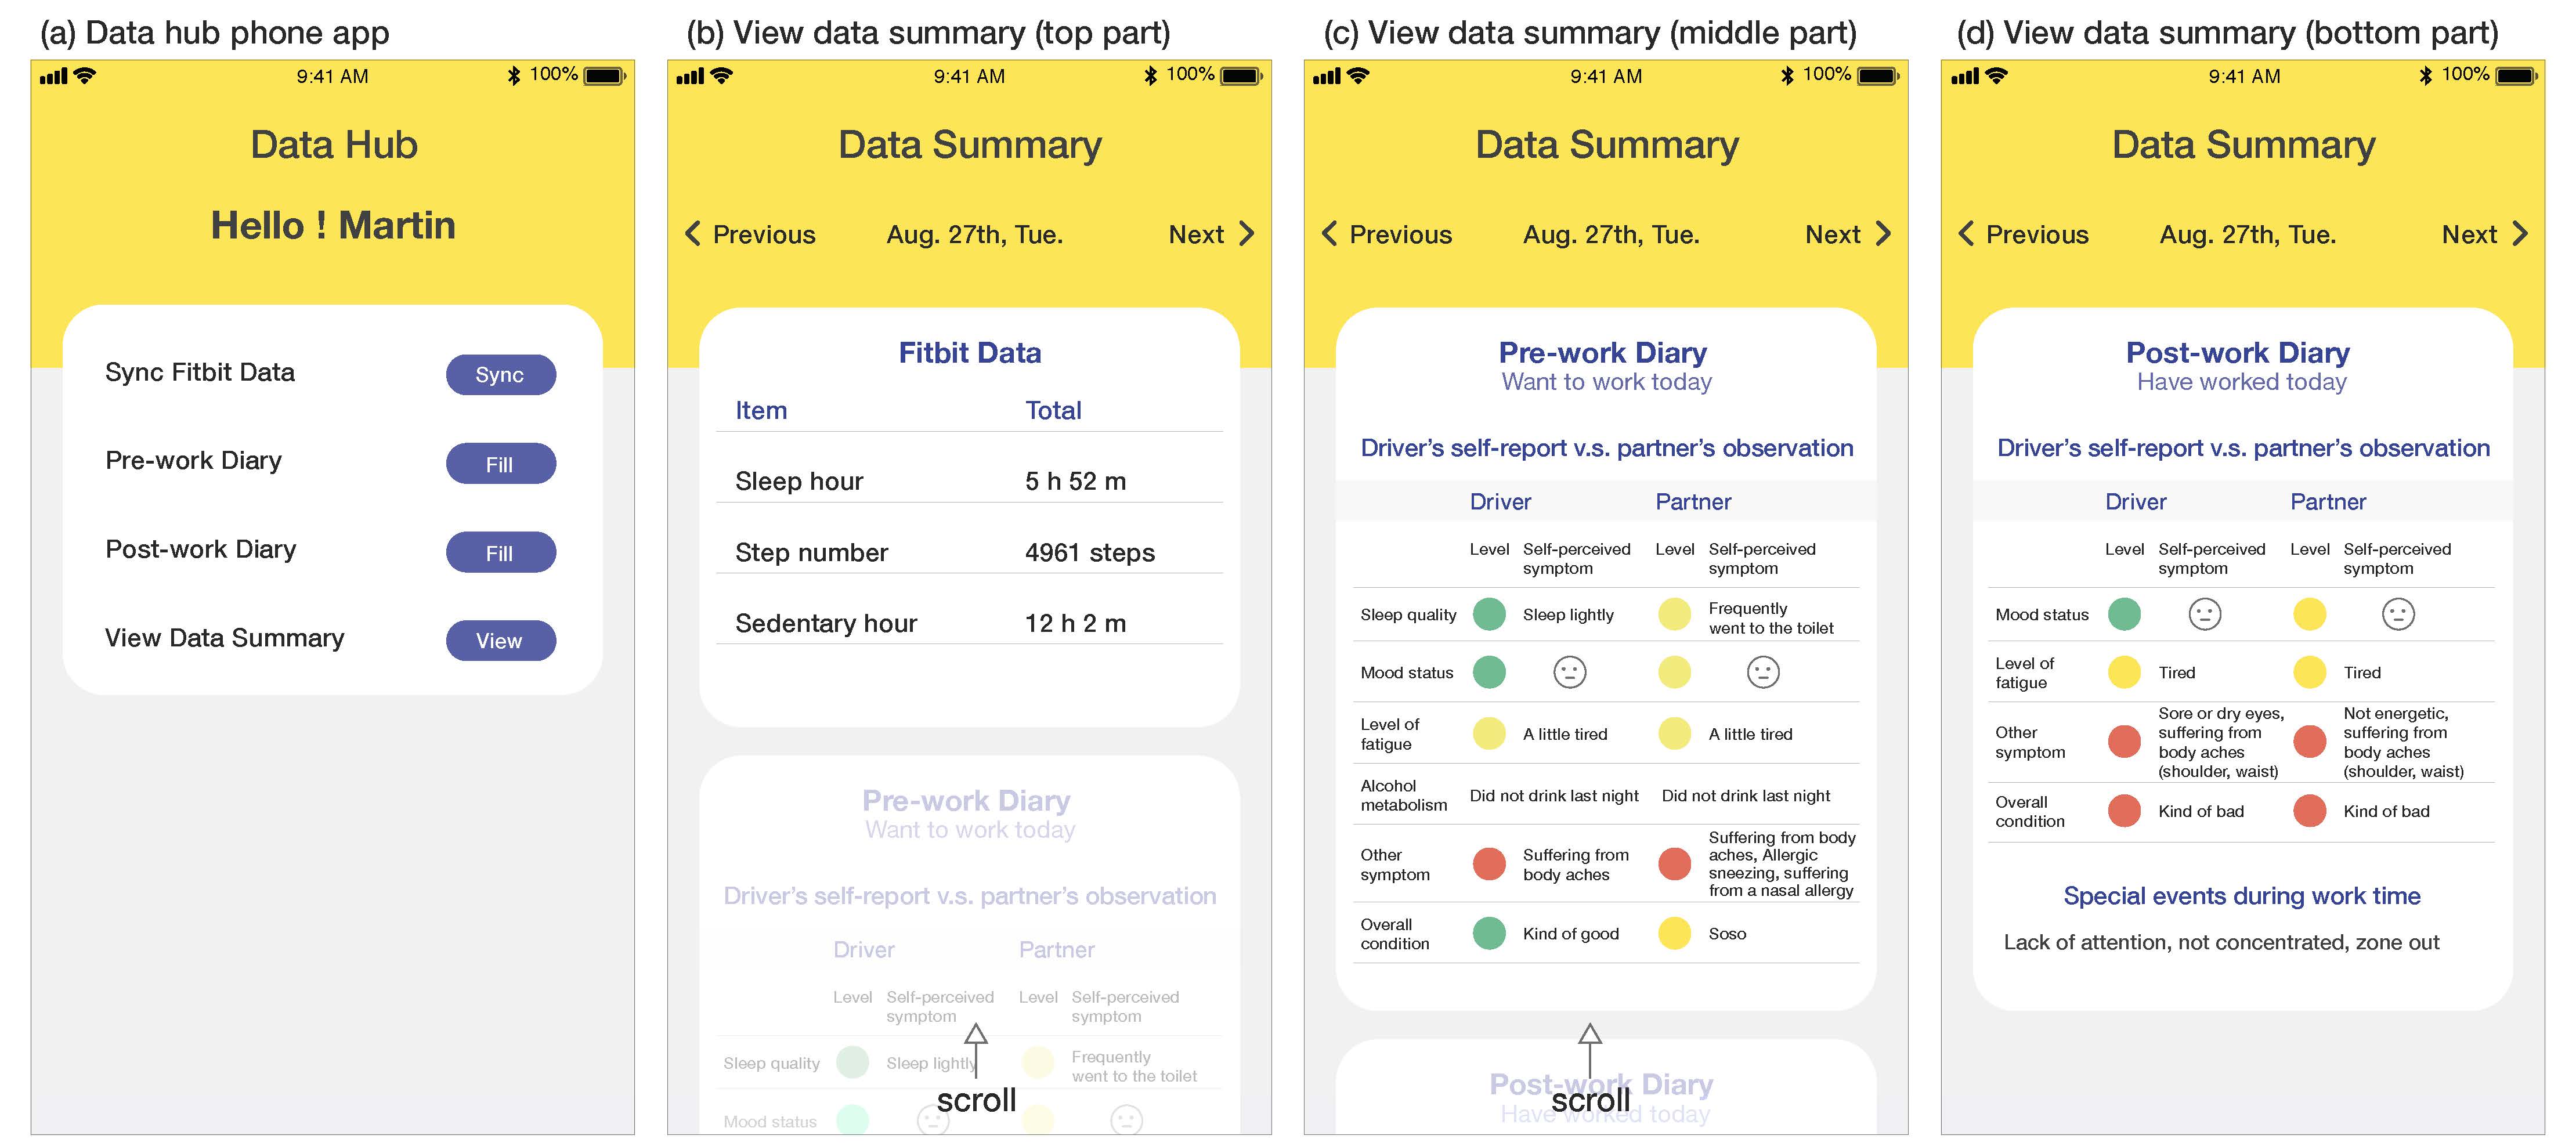 (a) Data hub phone app
9:41 AM
100%
Data Hub
Hello ! Martin
Sync Fitbit Data
Sync
Pre-work Diary
Fill
Post-work Diary
Fill
View Data Summary
View
(b) View data summary (top part)
9:41 AM
100%
Data Summary
Previous
Aug. 27th, Tue.
Next
Fitbit Data
Item
Total
Sleep hour
5 h 52 m
Step number
4961 steps
Sedentary hour
12 h 2 m
Pre-work Diary
Want to work today
Driver’s self-report v.s. partner’s observation
Driver
Partner
Level
Self-perceived
symptom
Level
Self-perceived
symptom
Sleep quality
Sleep lightly
Frequently
went to the toilet
Mood status
scroll
(c) View data summary (middle part)
9:41 AM
100%
Data Summary
Previous
Aug. 27th, Tue.
Next
Pre-work Diary
Want to work today
Driver’s self-report v.s. partner’s observation
Driver
Partner
Level
Self-perceived
symptom
Level
Self-perceived
symptom
Sleep quality
Sleep lightly
Frequently
went to the toilet
Mood status
Level of
fatigue
A little tired
A little tired
Alcohol
metabolism
Did not drink last night
Did not drink last night
Other
symptom
Suffering from
body aches
Suffering from body
aches, Allergic
sneezing, suffering
from a nasal allergy
Overall
condition
Kind of good
Soso
Post-work Diary
Have worked today
scroll
(d) View data summary (bottom part)
9:41 AM
100%
Data Summary
Previous
Aug. 27th, Tue.
Next
Post-work Diary
Have worked today
Driver’s self-report v.s. partner’s observation
Driver
Partner
Level
Self-perceived
symptom
Level
Self-perceived
symptom
Mood status
Level of
fatigue
Tired
Tired
Other
symptom
Sore or dry eyes,
suffering from
body aches
(shoulder, waist)
Not energetic,
suffering from
body aches
(shoulder, waist)
Overall
condition
Kind of bad
Kind of bad
Special events during work time
Lack of attention, not concentrated, zone out